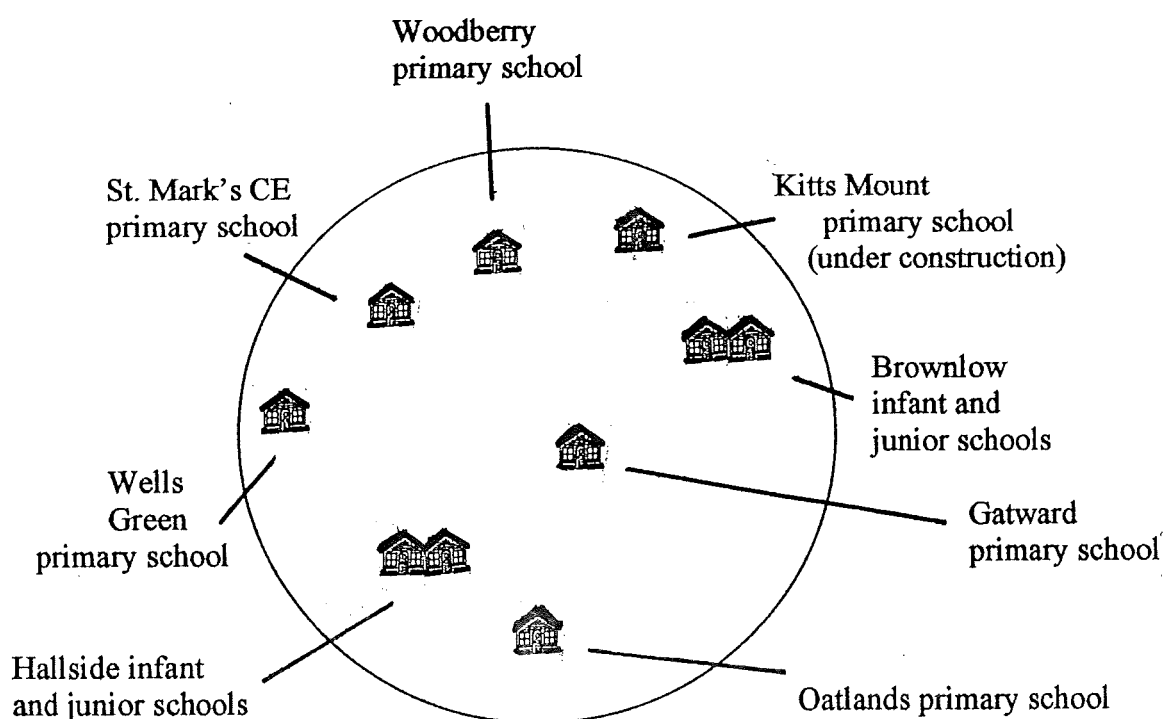 Woodberry
primary school
St. Mark's CE
primary school
Kitts Mount
primary school
(under construction)
Brownlow
infant and
junior schools
Wells
Green
primary school
Gatward
primary school
Hallside infant
and junior schools
Oatlands primary school